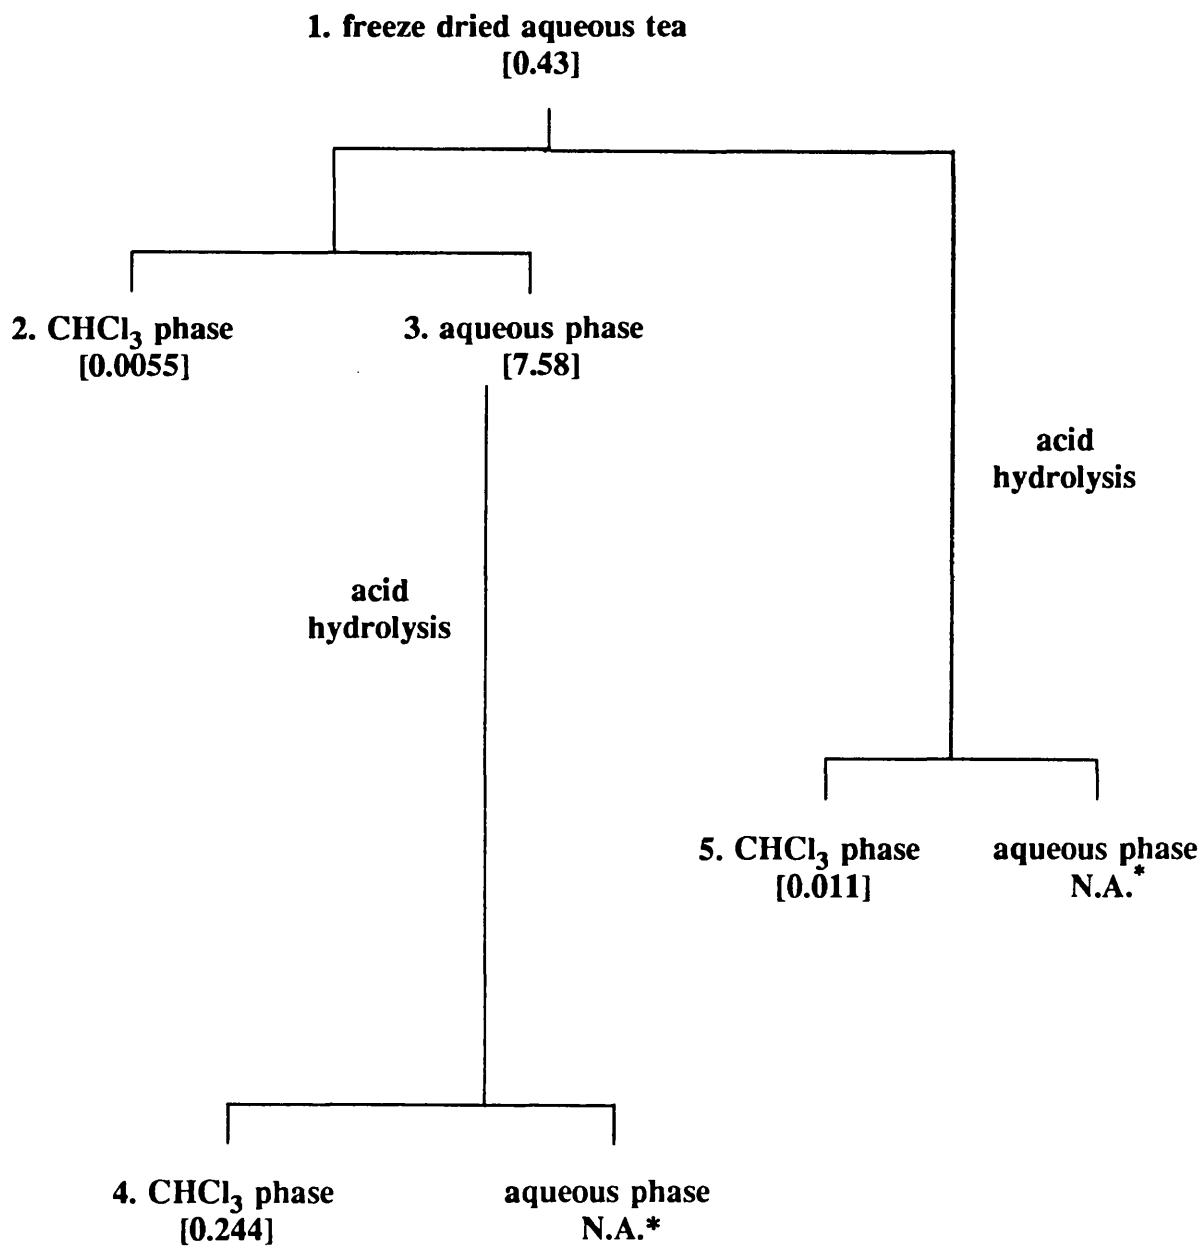 1. freeze dried aqueous tea
[0.43]
2. CHCl₃ phase
[0.0055]
3. aqueous phase
[7.58]
acid
hydrolysis
acid
hydrolysis
5. CHCl₃ phase
[0.011]
aqueous phase
N.A.*
4. CHCl₃ phase
[0.244]
aqueous phase
N.A.*